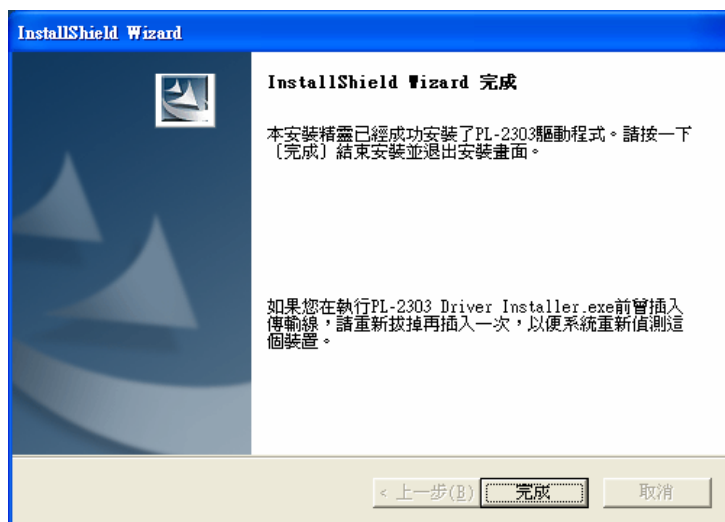 InstallShield Wizard
InstallShield Wizard 完成
本安裝精靈已經成功安裝了PL-2303驅動程式。請按一下
〔完成〕結束安裝並退出安裝畫面。
如果您在執行PL-2303 Driver Installer.exe前曾插入
傳輸線，請重新拔掉再插入一次，以便系統重新偵測這
個裝置。
< 上一步(B)
完成
取消